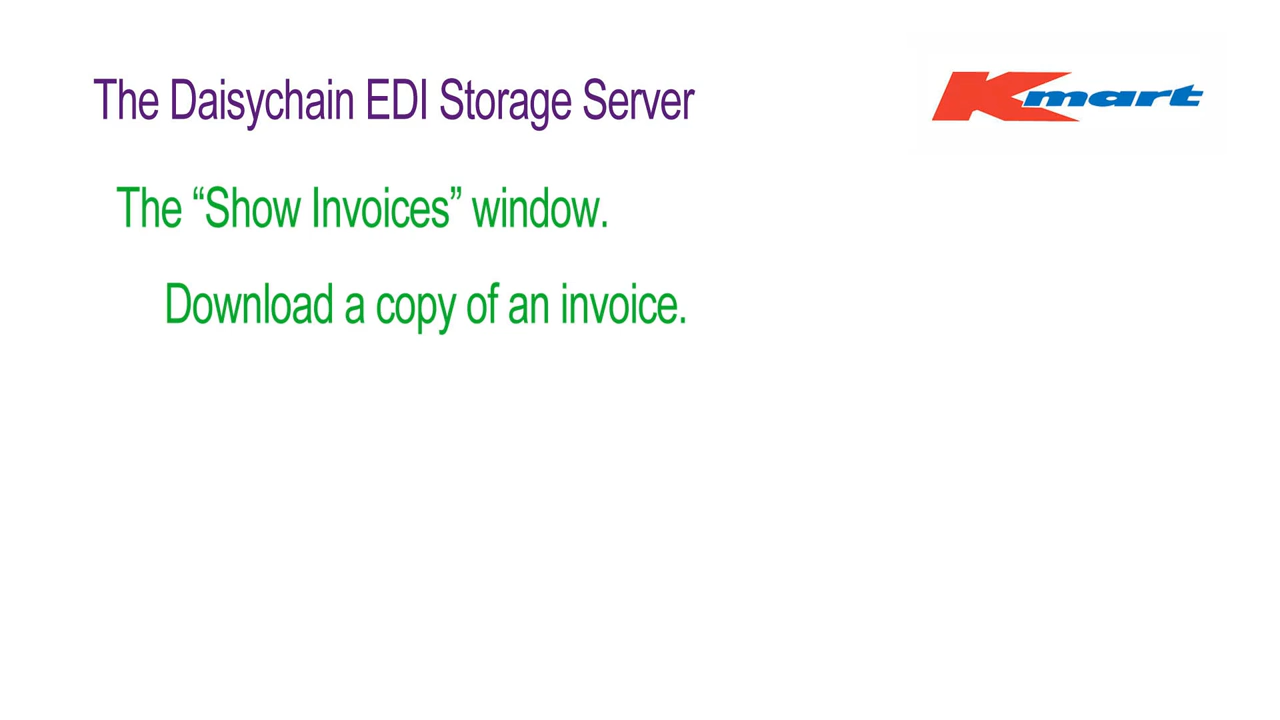 The Daisychain EDI Storage Server
Kmart
The “Show Invoices” window.
Download a copy of an invoice.